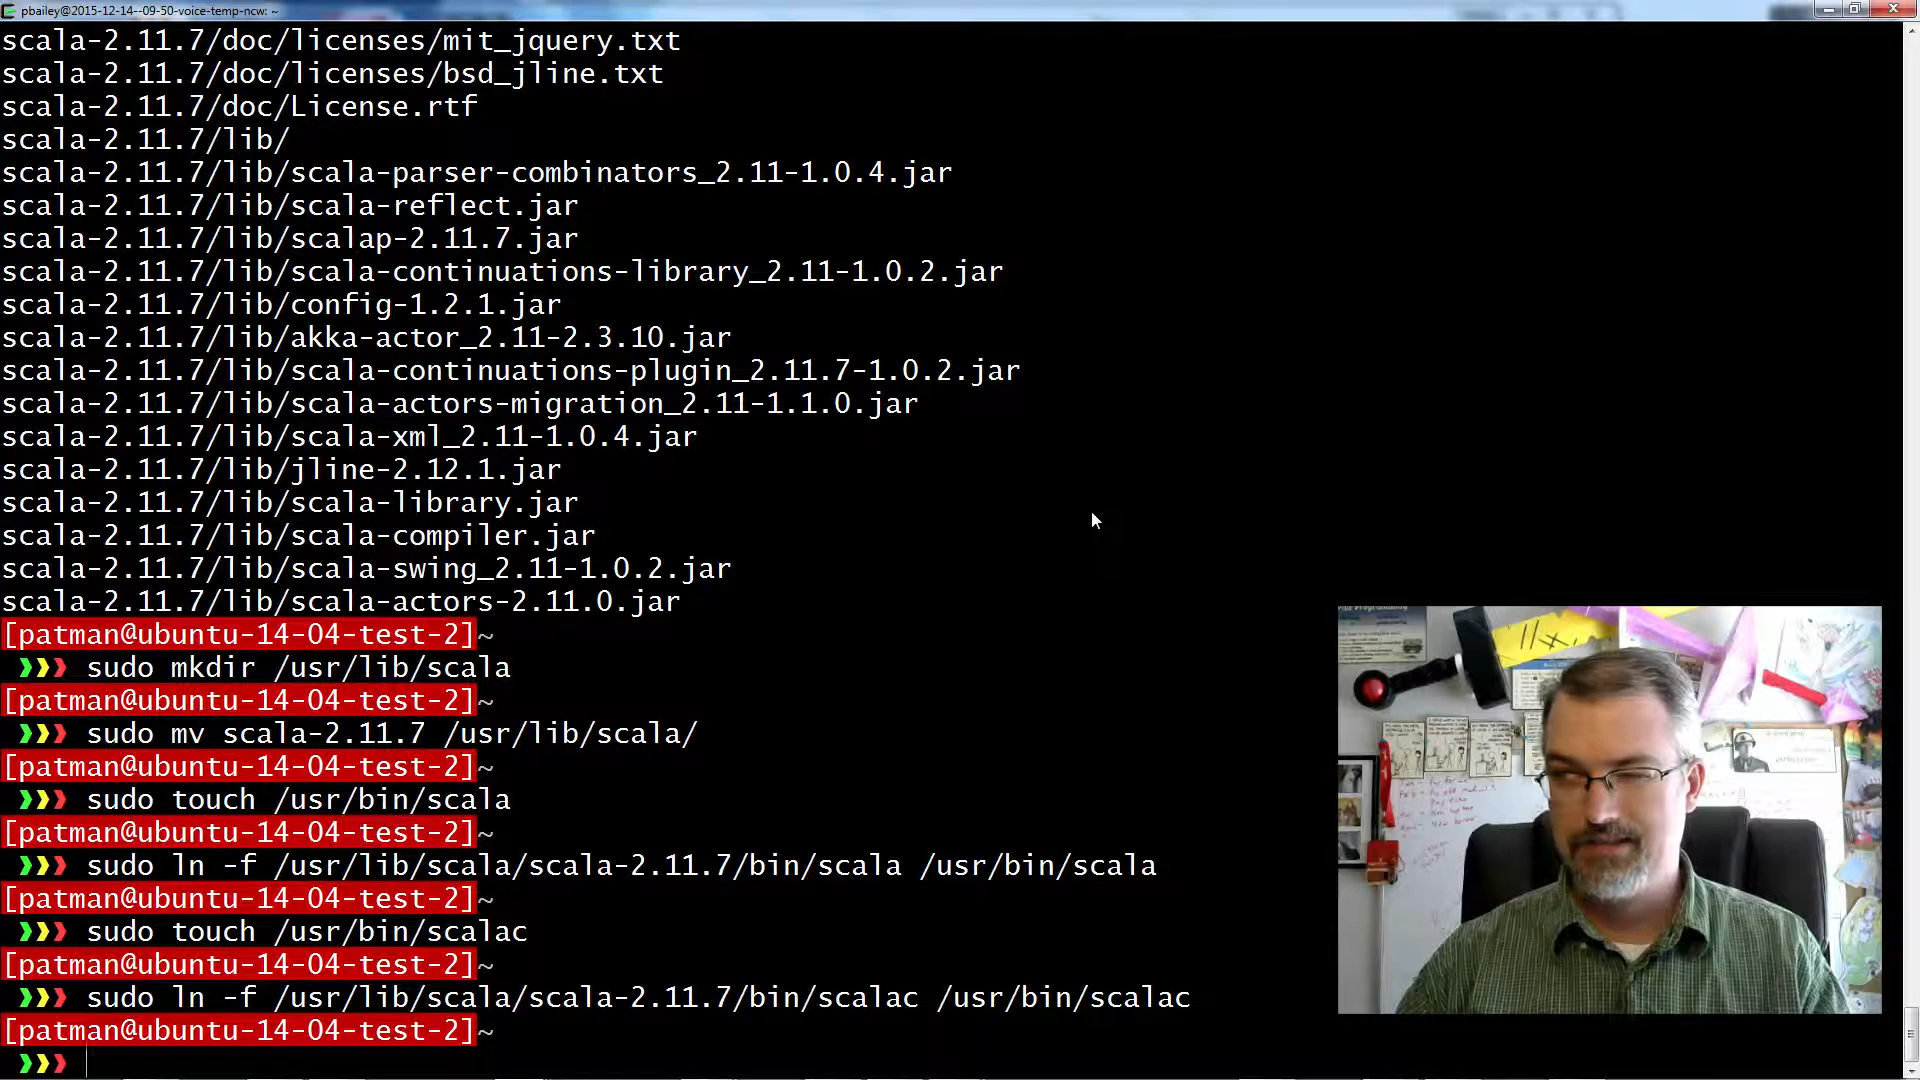 pbailey@2015-12-14--09-50-voice-temp-ncw: ~
scala-2.11.7/doc/licenses/mit_jquery.txt
scala-2.11.7/doc/licenses/bsd_jline.txt
scala-2.11.7/doc/License.rtf
scala-2.11.7/lib/
scala-2.11.7/lib/scala-parser-combinators_2.11-1.0.4.jar
scala-2.11.7/lib/scala-reflect.jar
scala-2.11.7/lib/scalap-2.11.7.jar
scala-2.11.7/lib/scala-continuations-library_2.11-1.0.2.jar
scala-2.11.7/lib/config-1.2.1.jar
scala-2.11.7/lib/akka-actor_2.11-2.3.10.jar
scala-2.11.7/lib/scala-continuations-plugin_2.11.7-1.0.2.jar
scala-2.11.7/lib/scala-actors-migration_2.11-1.1.0.jar
scala-2.11.7/lib/scala-xml_2.11-1.0.4.jar
scala-2.11.7/lib/jline-2.12.1.jar
scala-2.11.7/lib/scala-library.jar
scala-2.11.7/lib/scala-compiler.jar
scala-2.11.7/lib/scala-swing_2.11-1.0.2.jar
scala-2.11.7/lib/scala-actors-2.11.0.jar
[patman@ubuntu-14-04-test-2]~
❯❯❯ sudo mkdir /usr/lib/scala
[patman@ubuntu-14-04-test-2]~
❯❯❯ sudo mv scala-2.11.7 /usr/lib/scala/
[patman@ubuntu-14-04-test-2]~
❯❯❯ sudo touch /usr/bin/scala
[patman@ubuntu-14-04-test-2]~
❯❯❯ sudo ln -f /usr/lib/scala/scala-2.11.7/bin/scala /usr/bin/scala
[patman@ubuntu-14-04-test-2]~
❯❯❯ sudo touch /usr/bin/scalac
[patman@ubuntu-14-04-test-2]~
❯❯❯ sudo ln -f /usr/lib/scala/scala-2.11.7/bin/scalac /usr/bin/scalac
[patman@ubuntu-14-04-test-2]~
❯❯❯